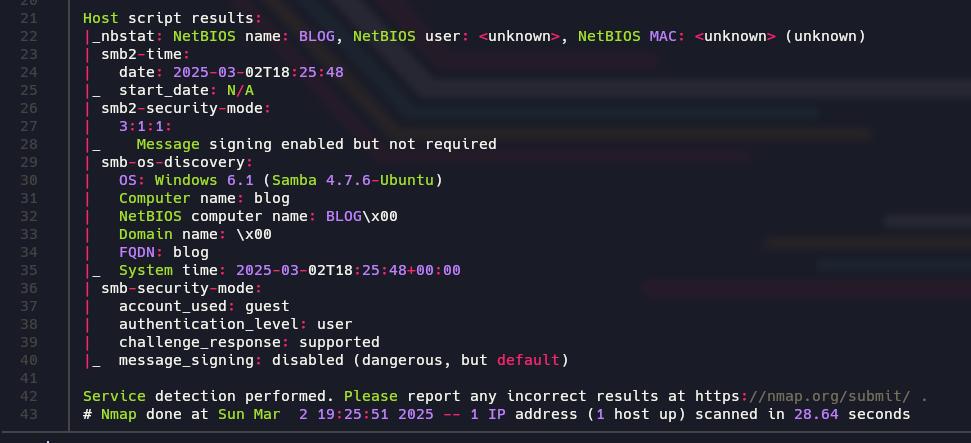 20
21 Host script results:
22 |_nbstat: NetBIOS name: BLOG, NetBIOS user: <unknown>, NetBIOS MAC: <unknown> (unknown)
23 | smb2-time:
24 |   date: 2025-03-02T18:25:48
25 |_  start_date: N/A
26 | smb2-security-mode:
27 |   3:1:1:
28 |_    Message signing enabled but not required
29 | smb-os-discovery:
30 |   OS: Windows 6.1 (Samba 4.7.6-Ubuntu)
31 |   Computer name: blog
32 |   NetBIOS computer name: BLOG\x00
33 |   Domain name: \x00
34 |   FQDN: blog
35 |_  System time: 2025-03-02T18:25:48+00:00
36 | smb-security-mode:
37 |   account_used: guest
38 |   authentication_level: user
39 |   challenge_response: supported
40 |_  message_signing: disabled (dangerous, but default)
41
42 Service detection performed. Please report any incorrect results at https://nmap.org/submit/ .
43 # Nmap done at Sun Mar  2 19:25:51 2025 -- 1 IP address (1 host up) scanned in 28.64 seconds